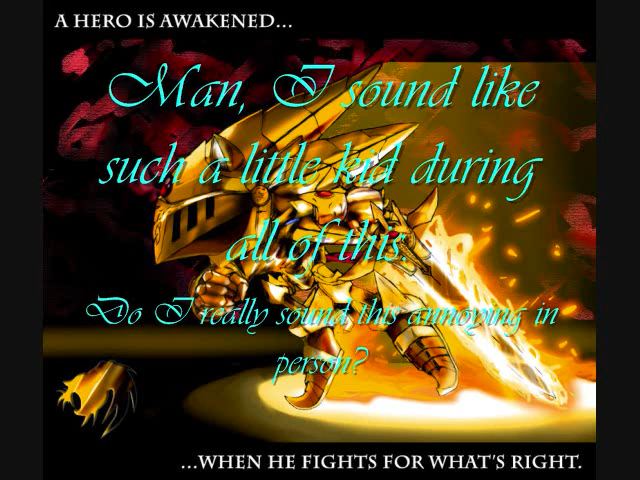 A HERO IS AWAKENED...
Man, I sound like
such a little kid during
all of this.
Do I really sound this annoying in
person?
...WHEN HE FIGHTS FOR WHAT'S RIGHT.